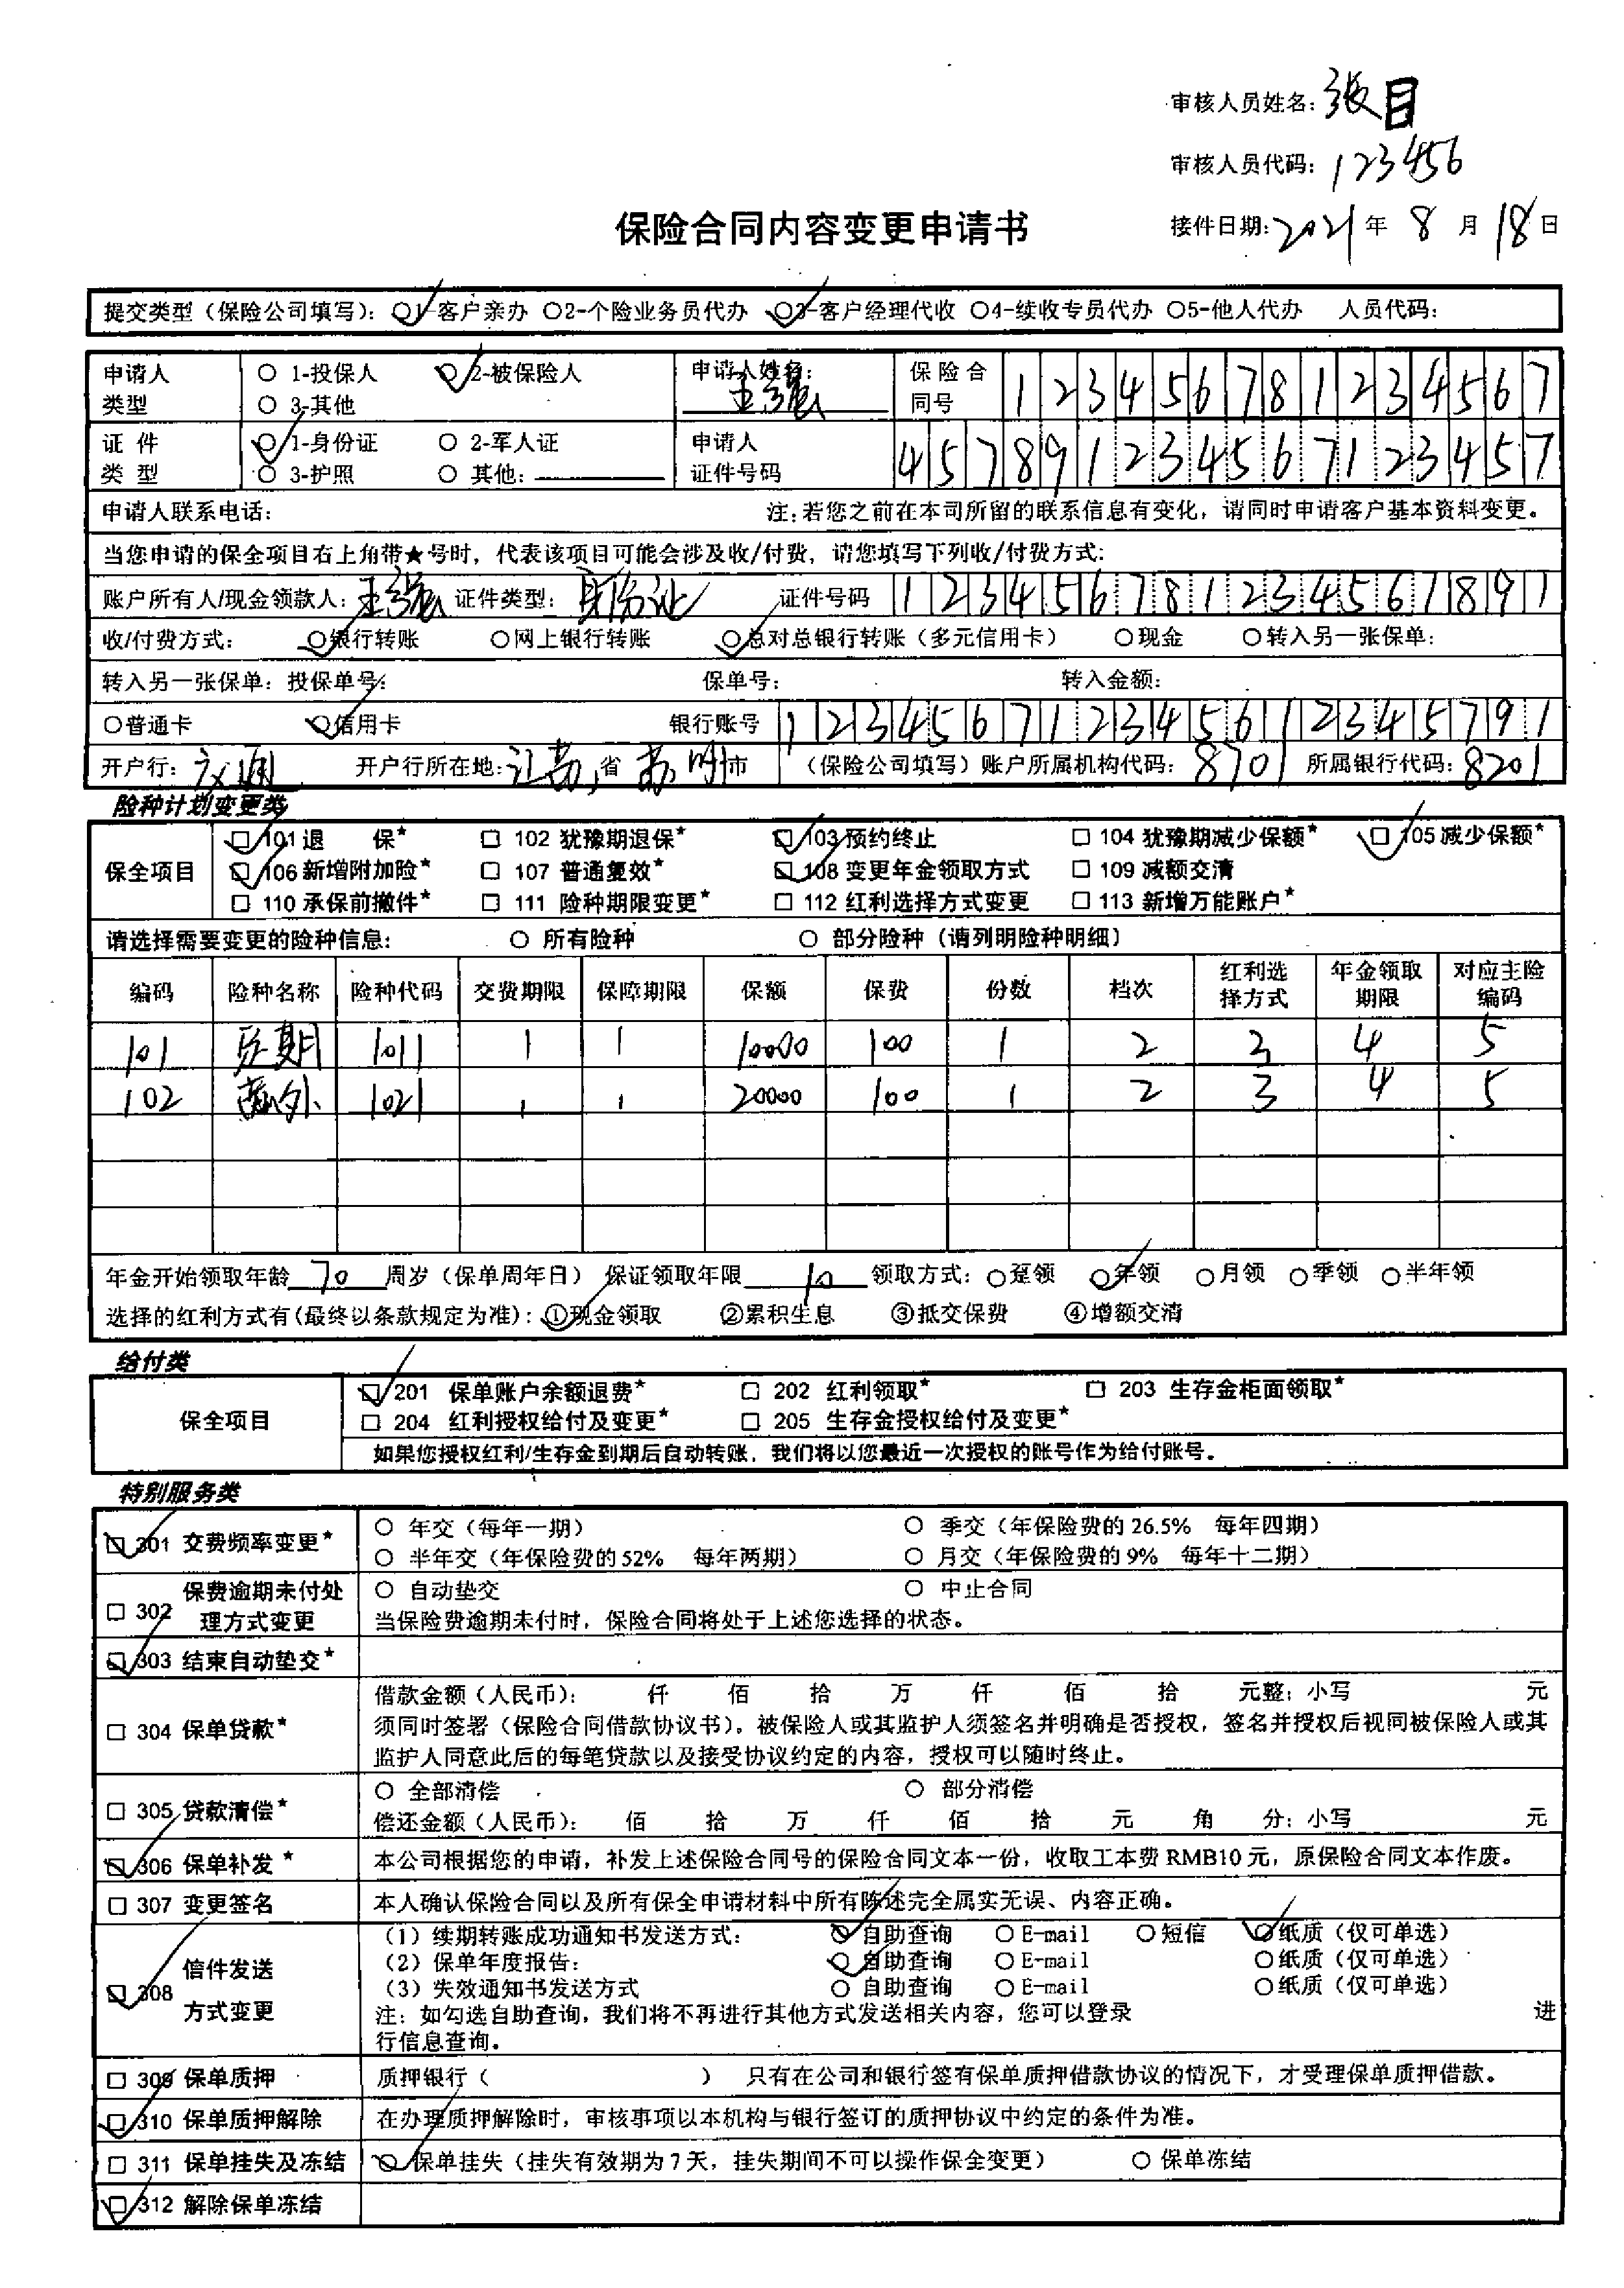 审核人员姓名：张目
审核人员代码：123456
保险合同内容变更申请书
接件日期：2021年 8 月 18 日
提交类型（保险公司填写）：○1-客户亲办 ○2-个险业务员代办 ○3-客户经理代收 ○4-续收专员代办 ○5-他人代办 人员代码：
申请人类型 ○ 1-投保人 ○ 2-被保险人 ○ 3-其他 申请人姓名：王强 保险合同号 123456781234567
证件类型 ○ 1-身份证 ○ 2-军人证 ○ 3-护照 ○ 其他： 申请人证件号码 457891234567123457
申请人联系电话： 注：若您之前在本司所留的联系信息有变化，请同时申请客户基本资料变更。
当您申请的保全项目右上角带★号时，代表该项目可能会涉及收/付费，请您填写下列收/付费方式：
账户所有人/现金领款人：王强 证件类型：身份证 证件号码 123456781234567891
收/付费方式： ○银行转账 ○网上银行转账 ○总对总银行转账（多元信用卡） ○现金 ○转入另一张保单：
转入另一张保单：投保单号： 保单号： 转入金额：
○普通卡 ○信用卡 银行账号 123456712345612345791
开户行：交通 开户行所在地：江苏，省 苏州市 （保险公司填写）账户所属机构代码：8701 所属银行代码：8201
险种计划变更类
保全项目
□ 101 退 保★ □ 102 犹豫期退保★ □ 103 预约终止 □ 104 犹豫期减少保额★ □ 105 减少保额★
□ 106 新增附加险★ □ 107 普通复效★ □ 108 变更年金领取方式 □ 109 减额交清
□ 110 承保前撤件★ □ 111 险种期限变更★ □ 112 红利选择方式变更 □ 113 新增万能账户★
请选择需要变更的险种信息： ○ 所有险种 ○ 部分险种（请列明险种明细）
编码 险种名称 险种代码 交费期限 保障期限 保额 保费 份数 档次 红利选择方式 年金领取期限 对应主险编码
101 定期 1011 1 1 10000 100 1 2 3 4 5
102 意外 1021 1 1 20000 100 1 2 3 4 5
年金开始领取年龄 70 周岁（保单周年日） 保证领取年限 10 领取方式：○趸领 ○年领 ○月领 ○季领 ○半年领
选择的红利方式有（最终以条款规定为准）：①现金领取 ②累积生息 ③抵交保费 ④增额交清
给付类
保全项目
□ 201 保单账户余额退费★ □ 202 红利领取★ □ 203 生存金柜面领取★
□ 204 红利授权给付及变更★ □ 205 生存金授权给付及变更★
如果您授权红利/生存金到期后自动转账，我们将以您最近一次授权的账号作为给付账号。
特别服务类
□ 301 交费频率变更★
○ 年交（每年一期） ○ 季交（年保险费的 26.5% 每年四期）
○ 半年交（年保险费的 52% 每年两期） ○ 月交（年保险费的 9% 每年十二期）
□ 302 保费逾期未付处理方式变更
○ 自动垫交 ○ 中止合同
当保险费逾期未付时，保险合同将处于上述您选择的状态。
□ 303 结束自动垫交★
□ 304 保单贷款★
借款金额（人民币）： 仟 佰 拾 万 仟 佰 拾 元整；小写 元
须同时签署（保险合同借款协议书）。被保险人或其监护人须签名并明确是否授权，签名并授权后视同被保险人或其
监护人同意此后的每笔贷款以及接受协议约定的内容，授权可以随时终止。
□ 305 贷款清偿★
○ 全部清偿 ○ 部分清偿
偿还金额（人民币）： 佰 拾 万 仟 佰 拾 元 角 分；小写 元
□ 306 保单补发★ 本公司根据您的申请，补发上述保险合同号的保险合同文本一份，收取工本费 RMB10 元，原保险合同文本作废。
□ 307 变更签名 本人确认保险合同以及所有保全申请材料中所有陈述完全属实无误、内容正确。
□ 308 信件发送方式变更
（1）续期转账成功通知书发送方式： ○ 自助查询 ○ E-mail ○ 短信 ○纸质（仅可单选）
（2）保单年度报告： ○ 自助查询 ○ E-mail ○纸质（仅可单选）
（3）失效通知书发送方式 ○ 自助查询 ○ E-mail ○纸质（仅可单选）
注：如勾选自助查询，我们将不再进行其他方式发送相关内容，您可以登录 进
行信息查询。
□ 309 保单质押 质押银行（ ） 只有在公司和银行签有保单质押借款协议的情况下，才受理保单质押借款。
□ 310 保单质押解除 在办理质押解除时，审核事项以本机构与银行签订的质押协议中约定的条件为准。
□ 311 保单挂失及冻结 ○ 保单挂失（挂失有效期为 7 天，挂失期间不可以操作保全变更） ○ 保单冻结
□ 312 解除保单冻结